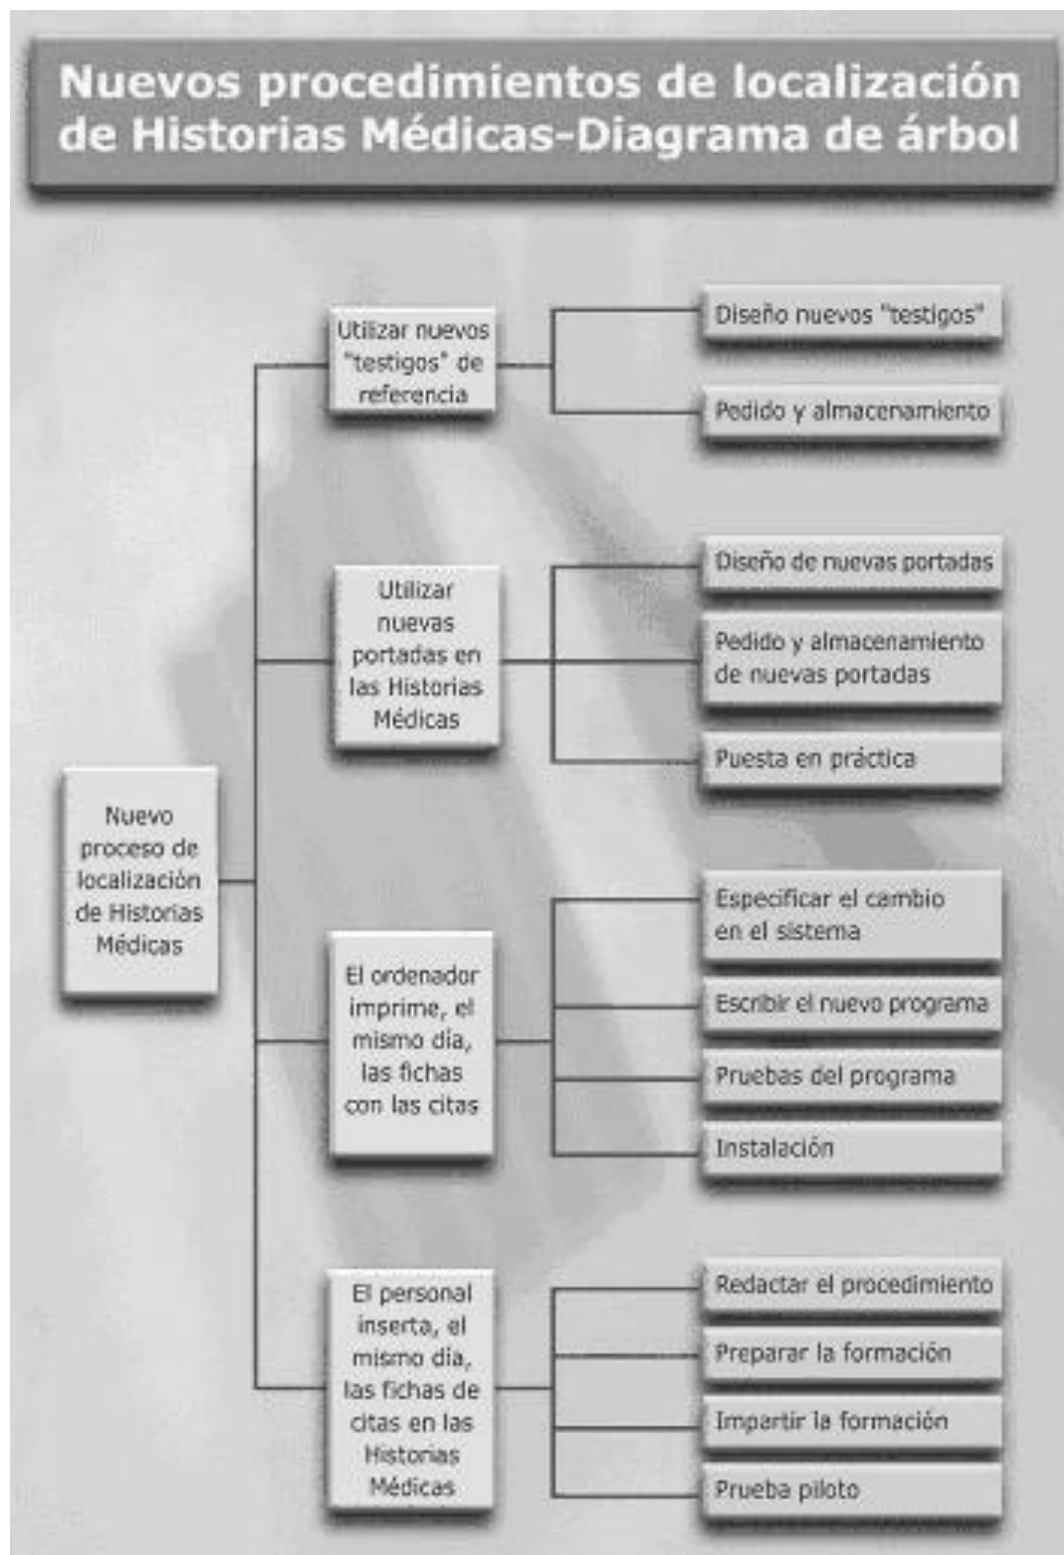 Nuevos procedimientos de localización
de Historias Médicas-Diagrama de árbol
Nuevo
proceso de
localización
de Historias
Médicas
Utilizar nuevos
"testigos" de
referencia
Diseño nuevos "testigos"
Pedido y almacenamiento
Utilizar
nuevas
portadas en
las Historias
Médicas
Diseño de nuevas portadas
Pedido y almacenamiento
de nuevas portadas
Puesta en práctica
El ordenador
imprime, el
mismo día,
las fichas
con las citas
Especificar el cambio
en el sistema
Escribir el nuevo programa
Pruebas del programa
Instalación
El personal
inserta, el
mismo día,
las fichas de
citas en las
Historias
Médicas
Redactar el procedimiento
Preparar la formación
Impartir la formación
Prueba piloto